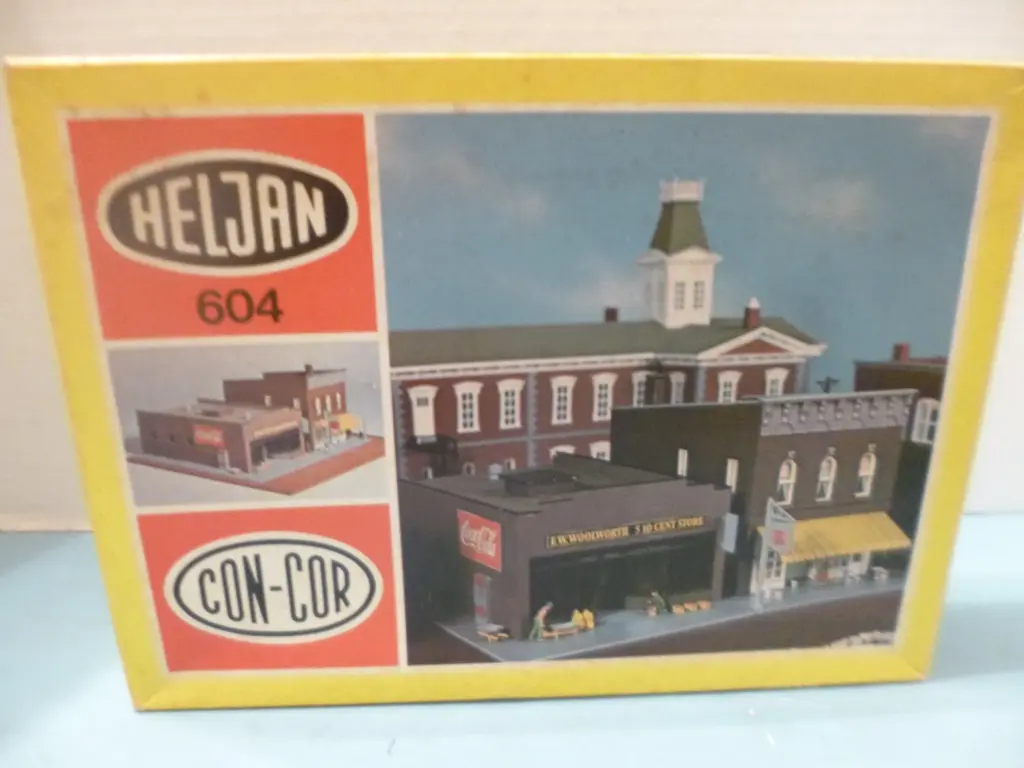 HELJAN
604
CON-COR
Coca-Cola
F.W. WOOLWORTH 5 10 CENT STORE